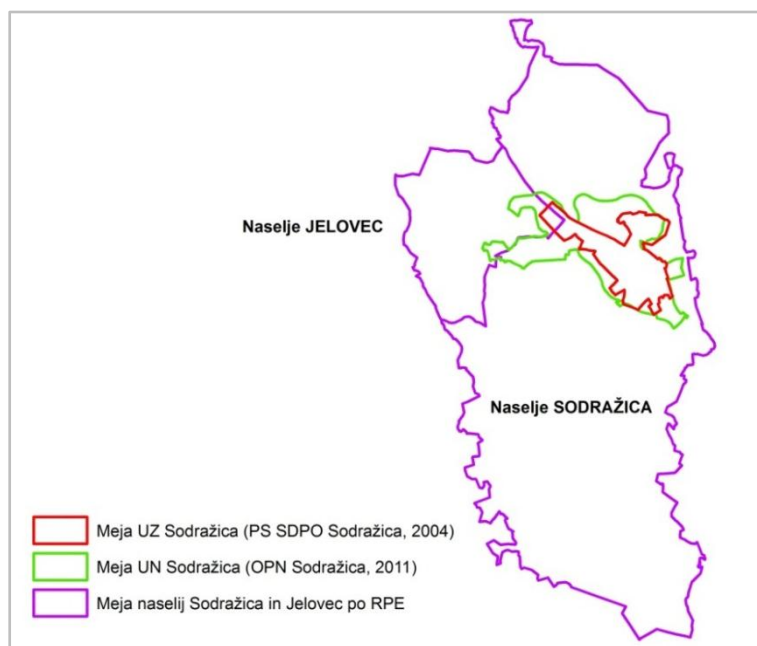 Naselje JELOVEC
Naselje SODRAŽICA
Meja UZ Sodražica (PS SDPO Sodražica, 2004)
Meja UN Sodražica (OPN Sodražica, 2011)
Meja naselij Sodražica in Jelovec po RPE